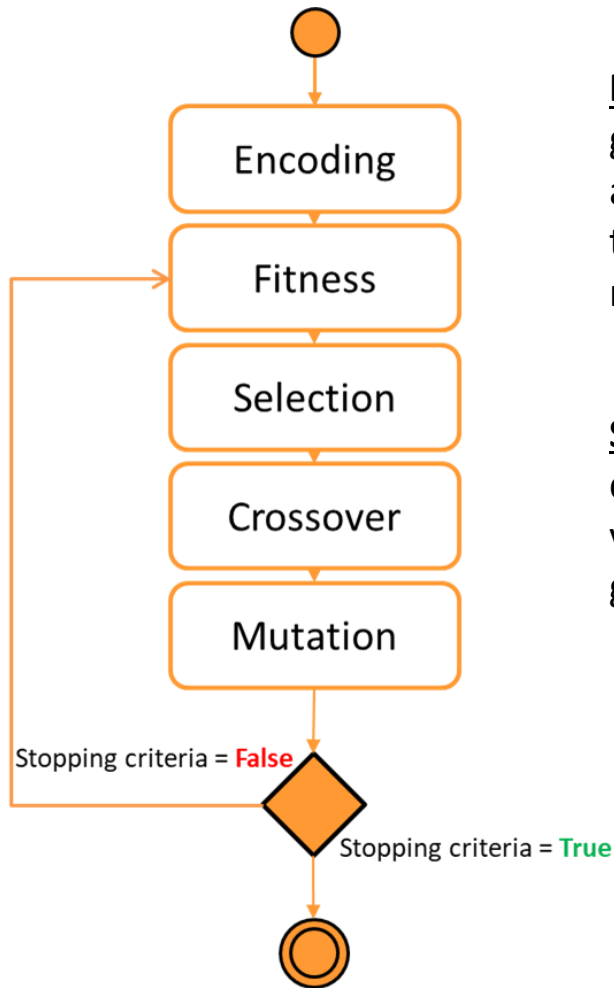 Encoding
Fitness
Selection
Crossover
Mutation
Stopping criteria = False
Stopping criteria = True